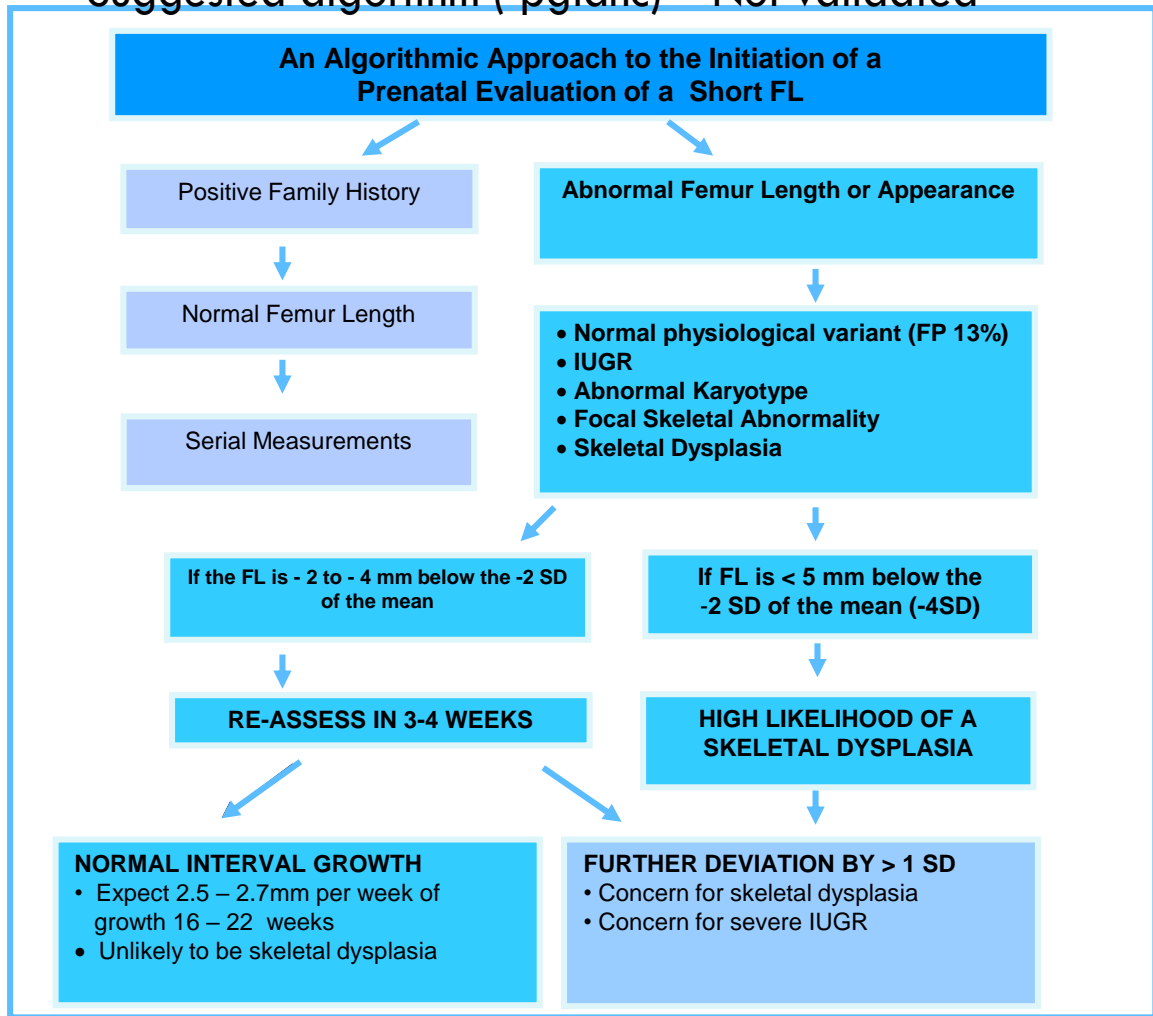 Suggested algorithm ( pglanc) – Not validated
An Algorithmic Approach to the Initiation of a
Prenatal Evaluation of a Short FL
Positive Family History
Abnormal Femur Length or Appearance
Normal Femur Length
• Normal physiological variant (FP 13%)
• IUGR
• Abnormal Karyotype
• Focal Skeletal Abnormality
• Skeletal Dysplasia
Serial Measurements
If the FL is - 2 to - 4 mm below the -2 SD
of the mean
If FL is < 5 mm below the
-2 SD of the mean (-4SD)
RE-ASSESS IN 3-4 WEEKS
HIGH LIKELIHOOD OF A
SKELETAL DYSPLASIA
NORMAL INTERVAL GROWTH
• Expect 2.5 – 2.7mm per week of
growth 16 – 22 weeks
• Unlikely to be skeletal dysplasia
FURTHER DEVIATION BY > 1 SD
• Concern for skeletal dysplasia
• Concern for severe IUGR